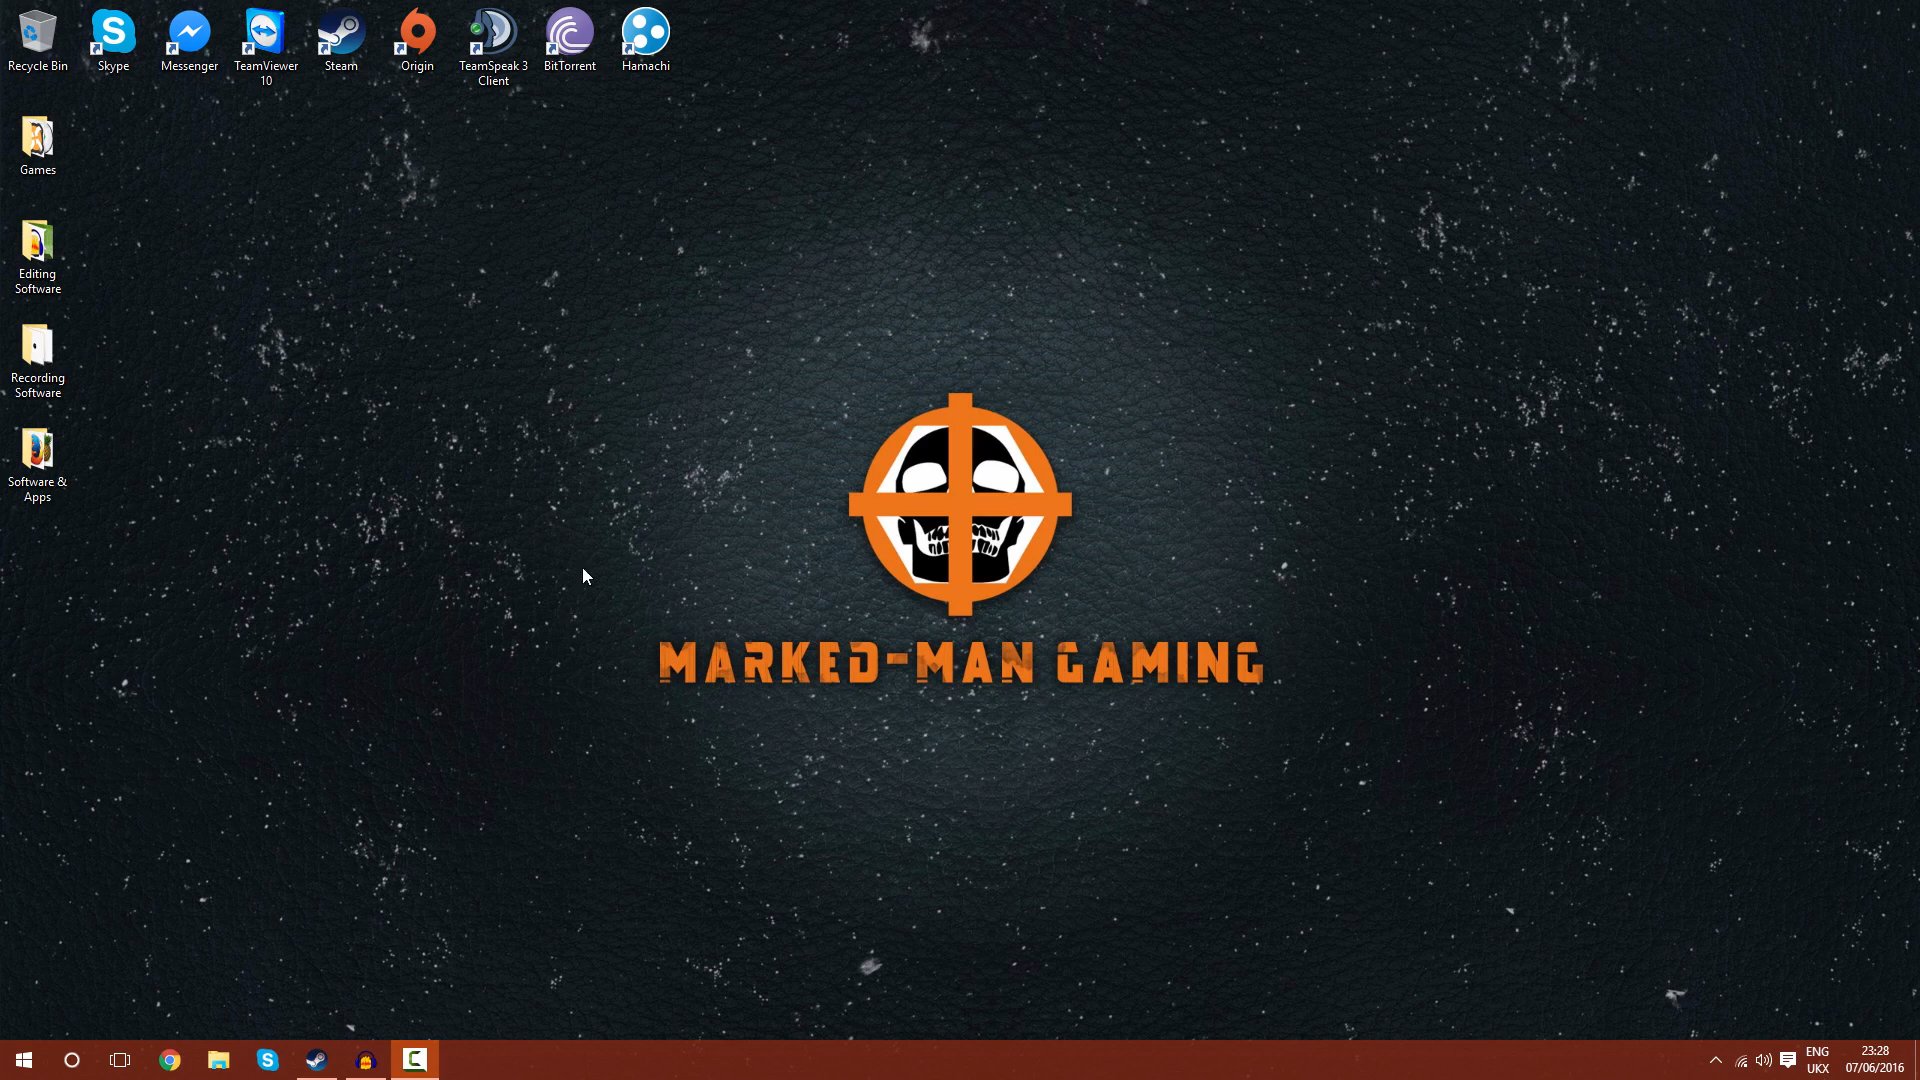 Recycle Bin
Skype
Messenger
TeamViewer
10
Steam
Origin
TeamSpeak 3
Client
BitTorrent
Hamachi
Games
Editing
Software
Recording
Software
Software &
Apps
MARKED-MAN GAMING
ENG
UKX
23:28
07/06/2016